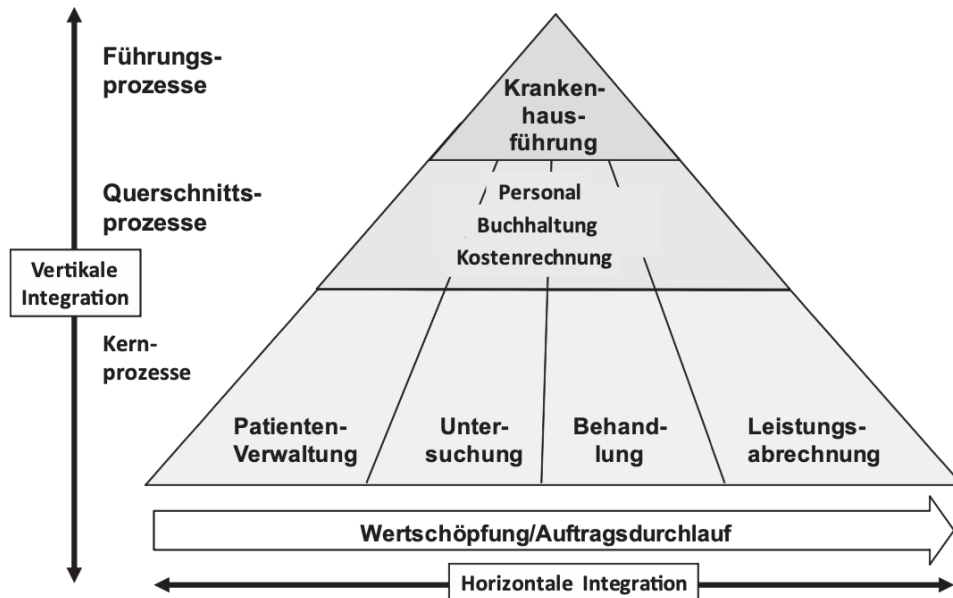 Führungs-
prozesse
Kranken-
haus-
führung
Querschnitts-
prozesse
Personal
Buchhaltung
Kostenrechnung
Vertikale
Integration
Kern-
prozesse
Patienten-
Verwaltung
Unter-
suchung
Behand-
lung
Leistungs-
abrechnung
Wertschöpfung/Auftragsdurchlauf
Horizontale Integration